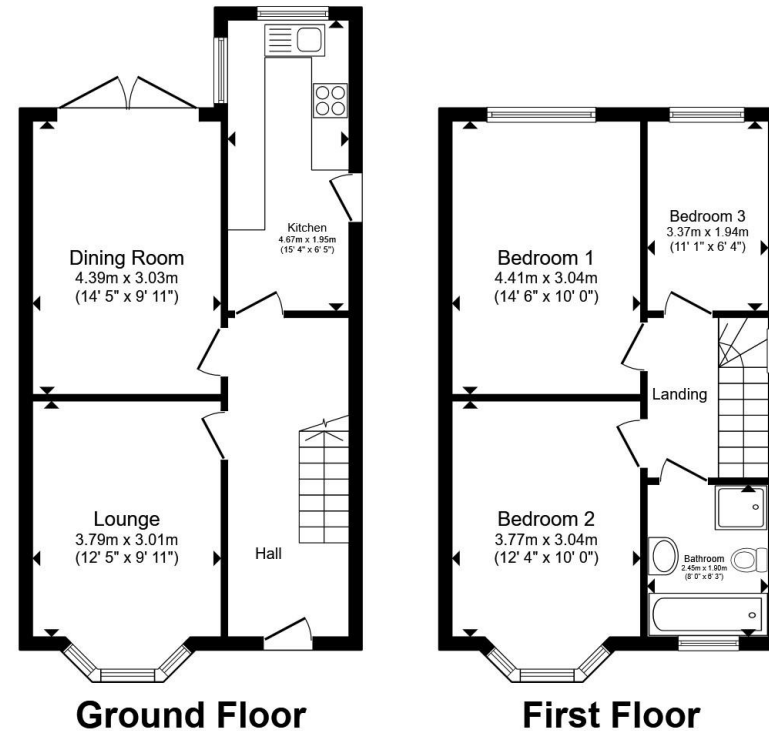 Kitchen
4.67m x 1.95m
(15' 4" x 6' 5")
Dining Room
4.39m x 3.03m
(14' 5" x 9' 11")
Lounge
3.79m x 3.01m
(12' 5" x 9' 11")
Hall
Ground Floor
Bedroom 1
4.41m x 3.04m
(14' 6" x 10' 0")
Bedroom 3
3.37m x 1.94m
(11' 1" x 6' 4")
Landing
Bedroom 2
3.77m x 3.04m
(12' 4" x 10' 0")
Bathroom
2.45m x 1.90m
(8' 0" x 6' 3")
First Floor